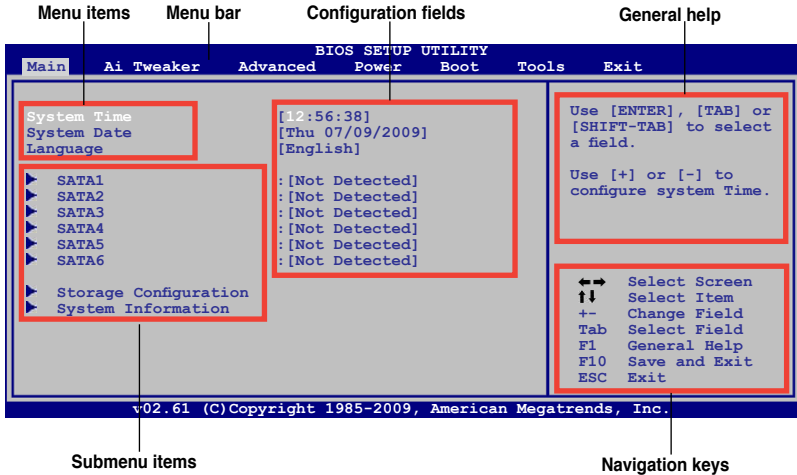 Menu items Menu bar Configuration fields General help
BIOS SETUP UTILITY
Main Ai Tweaker Advanced Power Boot Tools Exit
System Time [12:56:38]
System Date [Thu 07/09/2009]
Language [English]
SATA1 :[Not Detected]
SATA2 :[Not Detected]
SATA3 :[Not Detected]
SATA4 :[Not Detected]
SATA5 :[Not Detected]
SATA6 :[Not Detected]
Storage Configuration
System Information
Use [ENTER], [TAB] or
[SHIFT-TAB] to select
a field.
Use [+] or [-] to
configure system Time.
←→ Select Screen
↑↓ Select Item
+- Change Field
Tab Select Field
F1 General Help
F10 Save and Exit
ESC Exit
v02.61 (C)Copyright 1985-2009, American Megatrends, Inc.
Submenu items Navigation keys